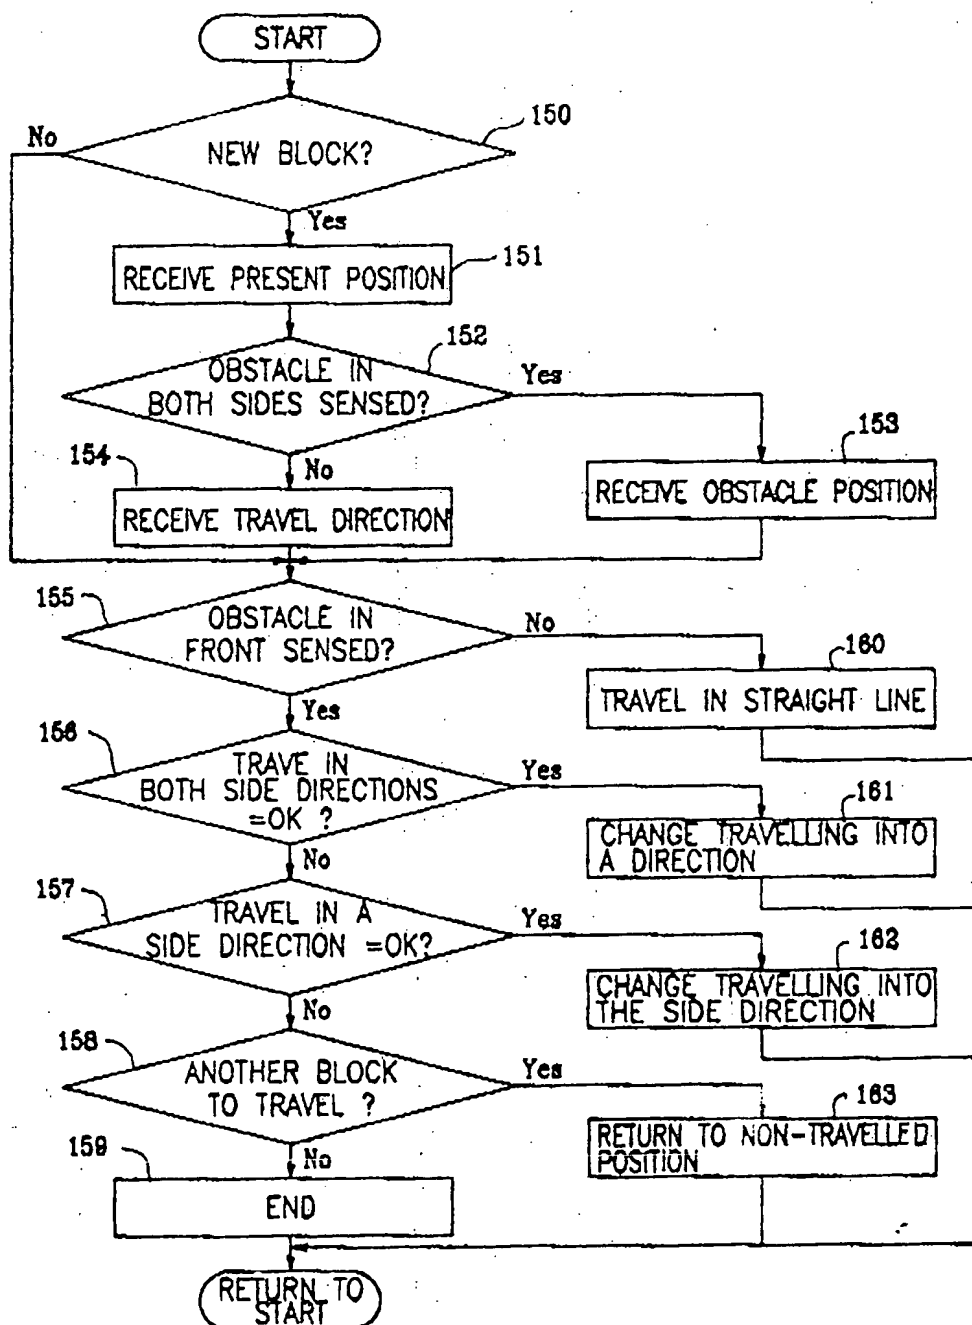 START
150
No
NEW BLOCK?
Yes
151
RECEIVE PRESENT POSITION
152
OBSTACLE IN
BOTH SIDES SENSED?
Yes
153
154
No
RECEIVE OBSTACLE POSITION
RECEIVE TRAVEL DIRECTION
155
OBSTACLE IN
FRONT SENSED?
No
160
TRAVEL IN STRAIGHT LINE
Yes
156
TRAVE IN
BOTH SIDE DIRECTIONS
=OK ?
Yes
161
CHANGE TRAVELLING INTO
A DIRECTION
No
157
TRAVEL IN A
SIDE DIRECTION =OK?
Yes
162
CHANGE TRAVELLING INTO
THE SIDE DIRECTION
No
158
ANOTHER BLOCK
TO TRAVEL ?
Yes
163
RETURN TO NON-TRAVELLED
POSITION
159
No
END
RETURN TO
START